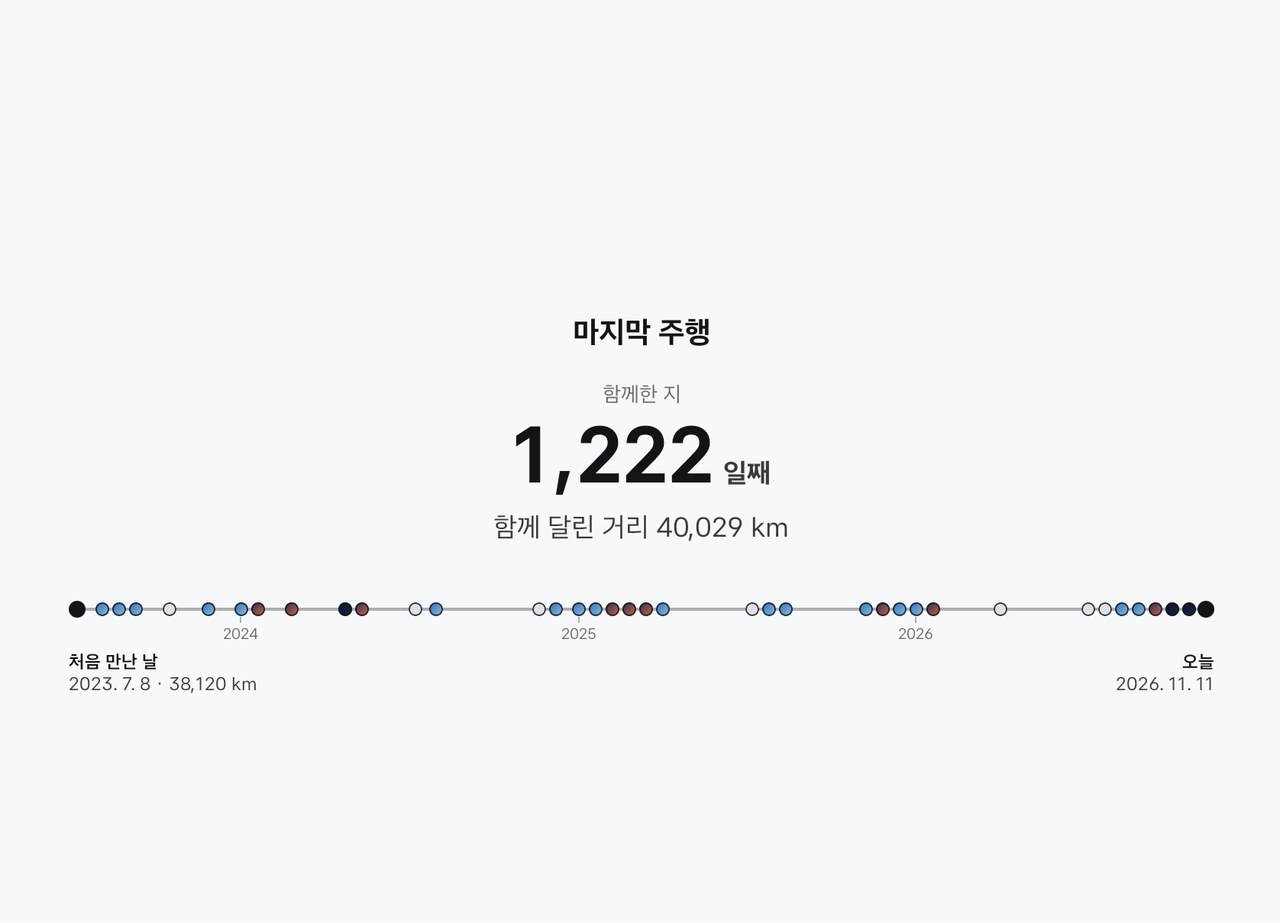 마지막 주행
함께한 지
1,222 일째
함께 달린 거리 40,029 km
2024 2025 2026
처음 만난 날 오늘
2023. 7. 8 · 38,120 km 2026. 11. 11